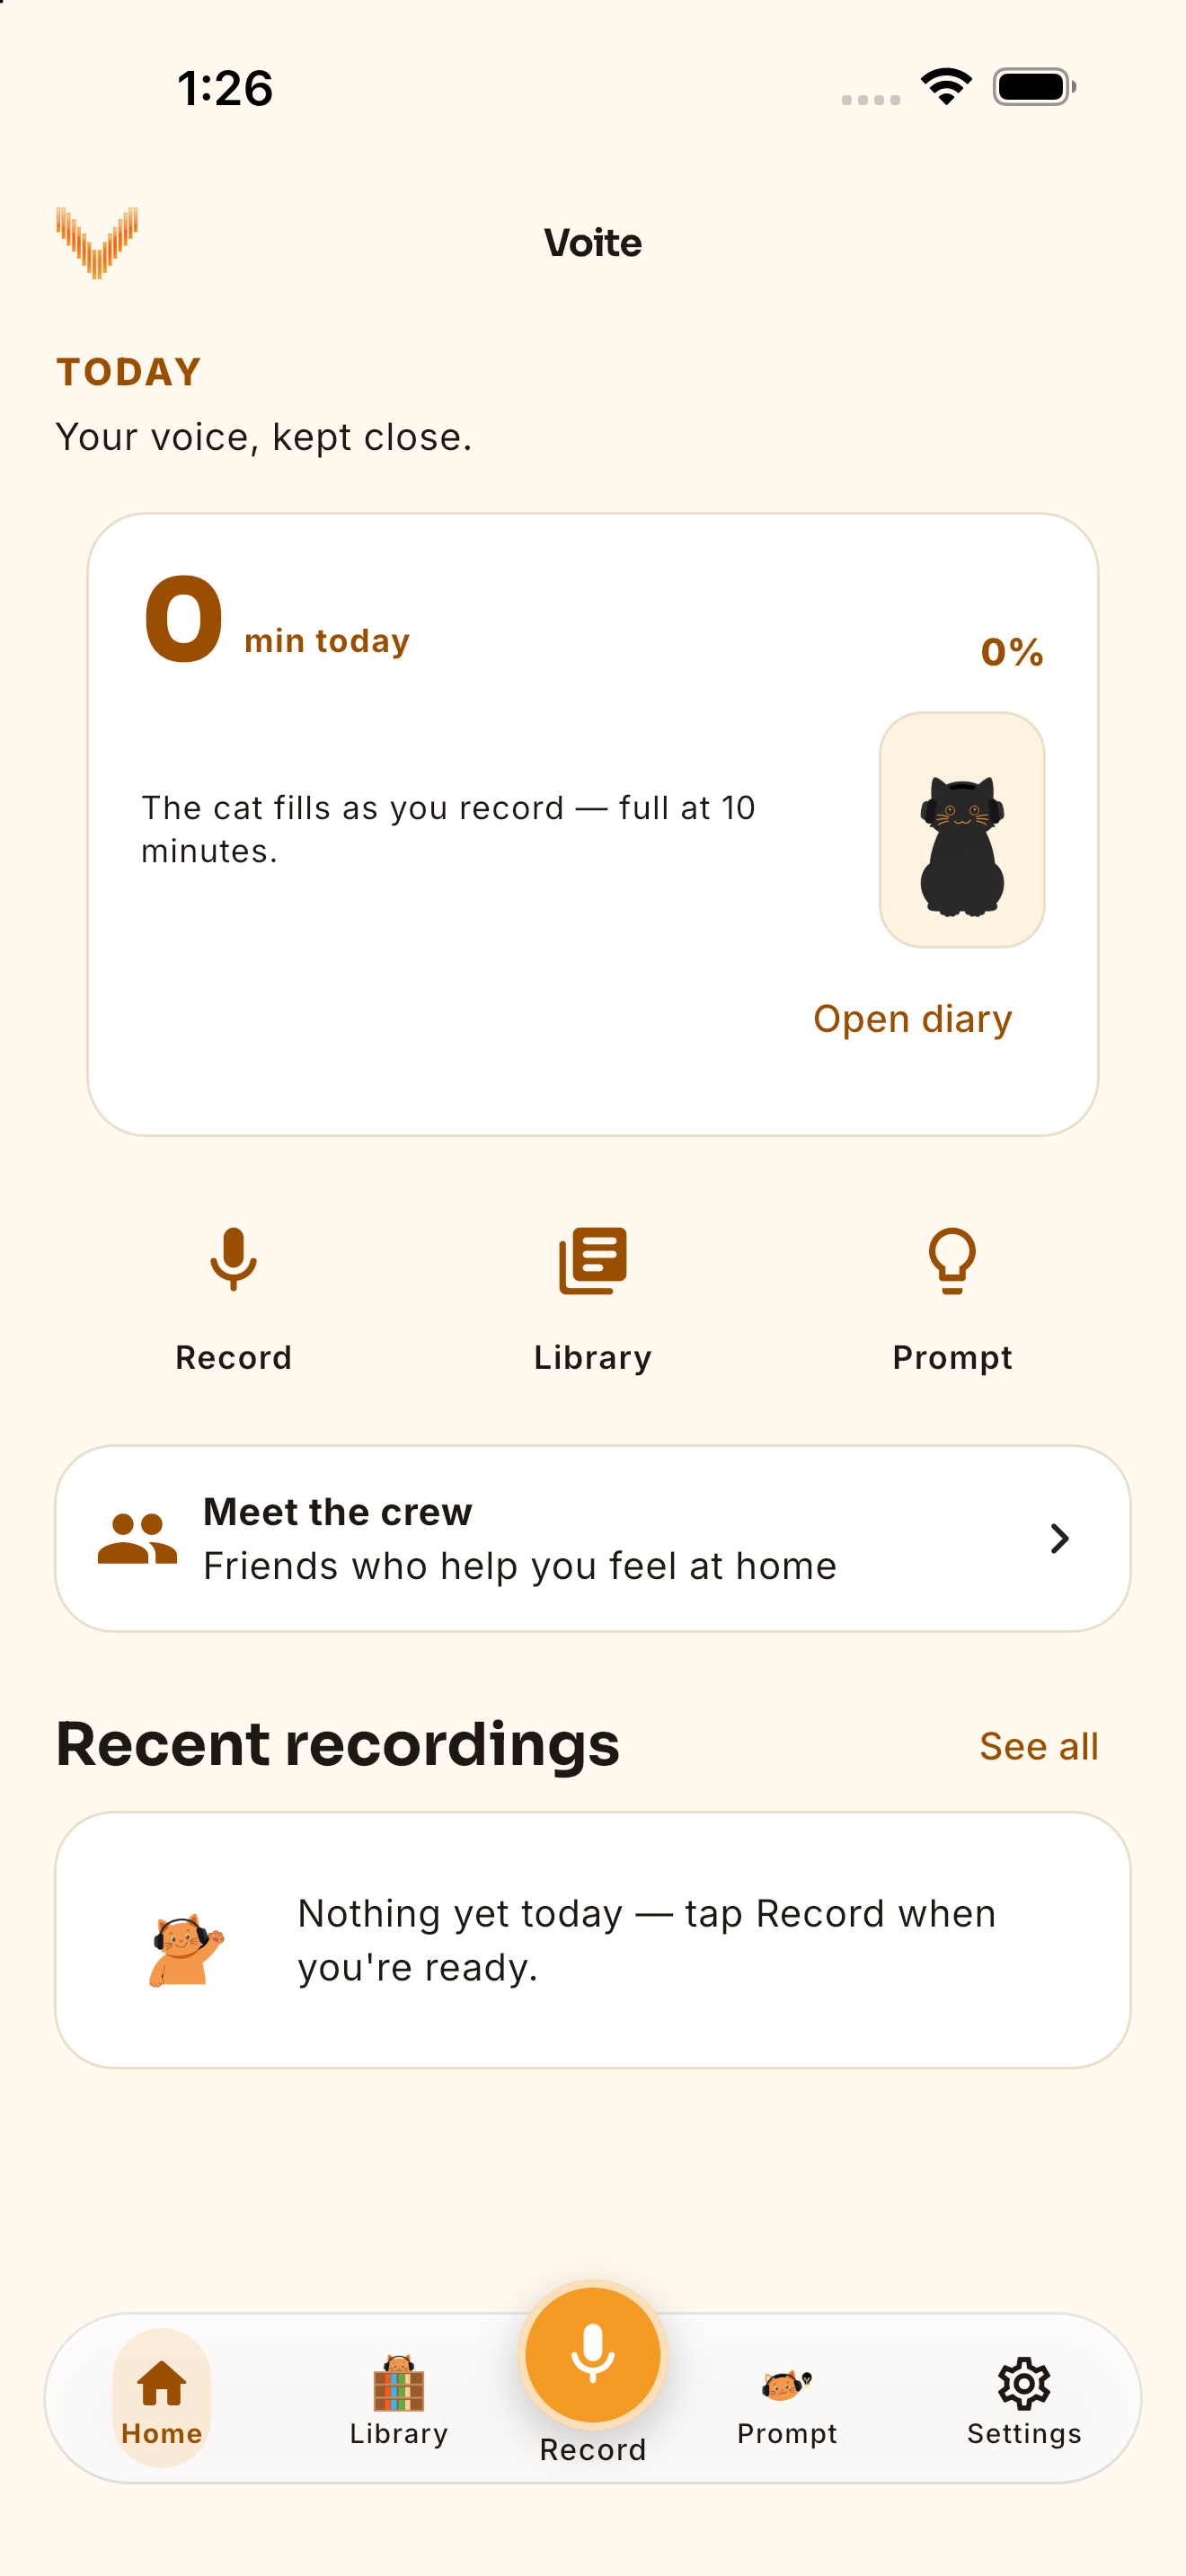 1:26
Voite
TODAY
Your voice, kept close.
0 min today
0%
The cat fills as you record — full at 10
minutes.
Open diary
Record
Library
Prompt
Meet the crew
Friends who help you feel at home
Recent recordings
See all
Nothing yet today — tap Record when
you're ready.
Home
Library
Record
Prompt
Settings